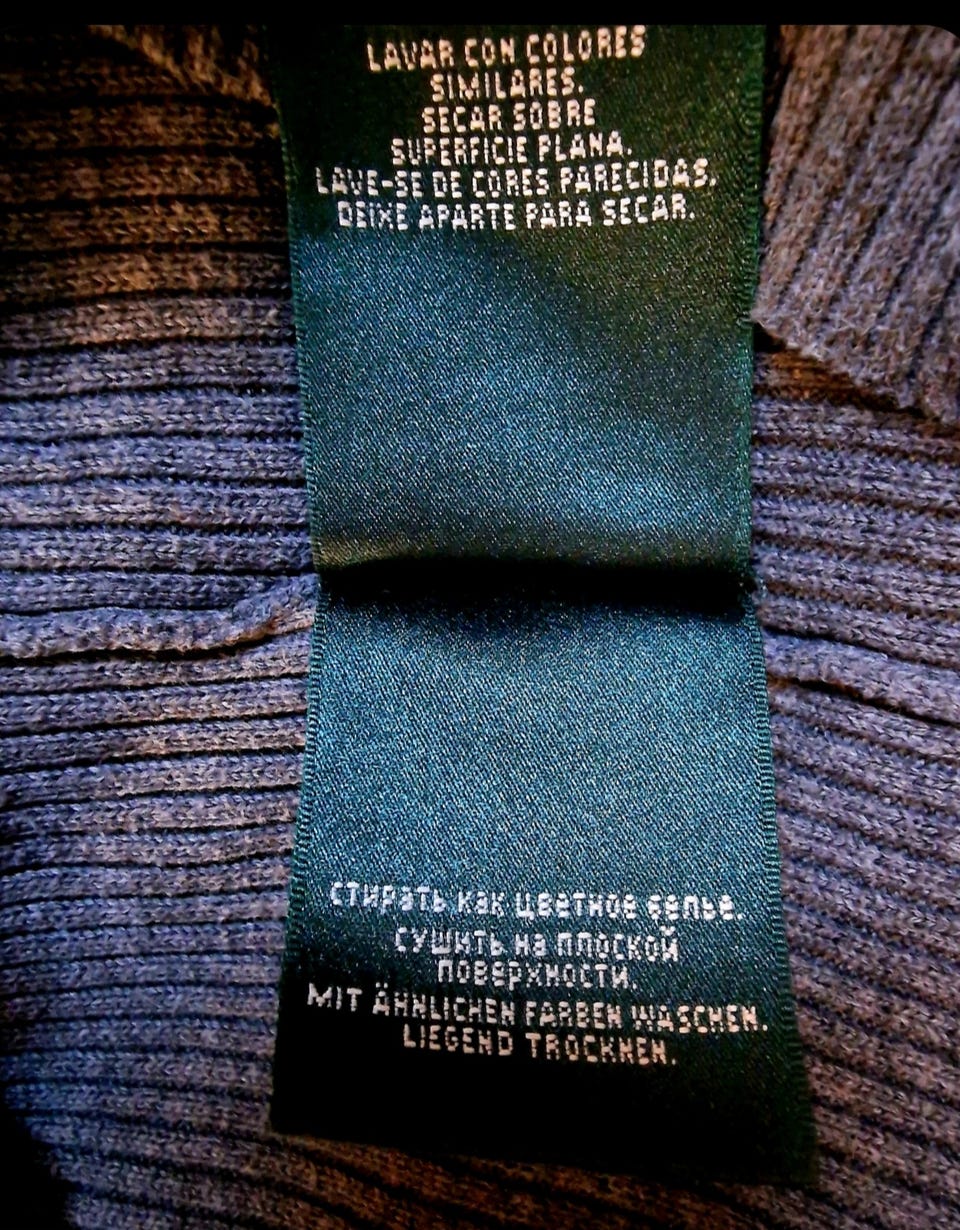 LAVAR CON COLORES
SIMILARES.
SECAR SOBRE
SUPERFICIE PLANA.
LAVE-SE DE CORES PARECIDAS.
DEIXE APARTE PARA SECAR.
стирать как цветное белье.
сушить на плоской
поверхности.
MIT ÄHNLICHEN FARBEN WASCHEN.
LIEGEND TROCKNEN.